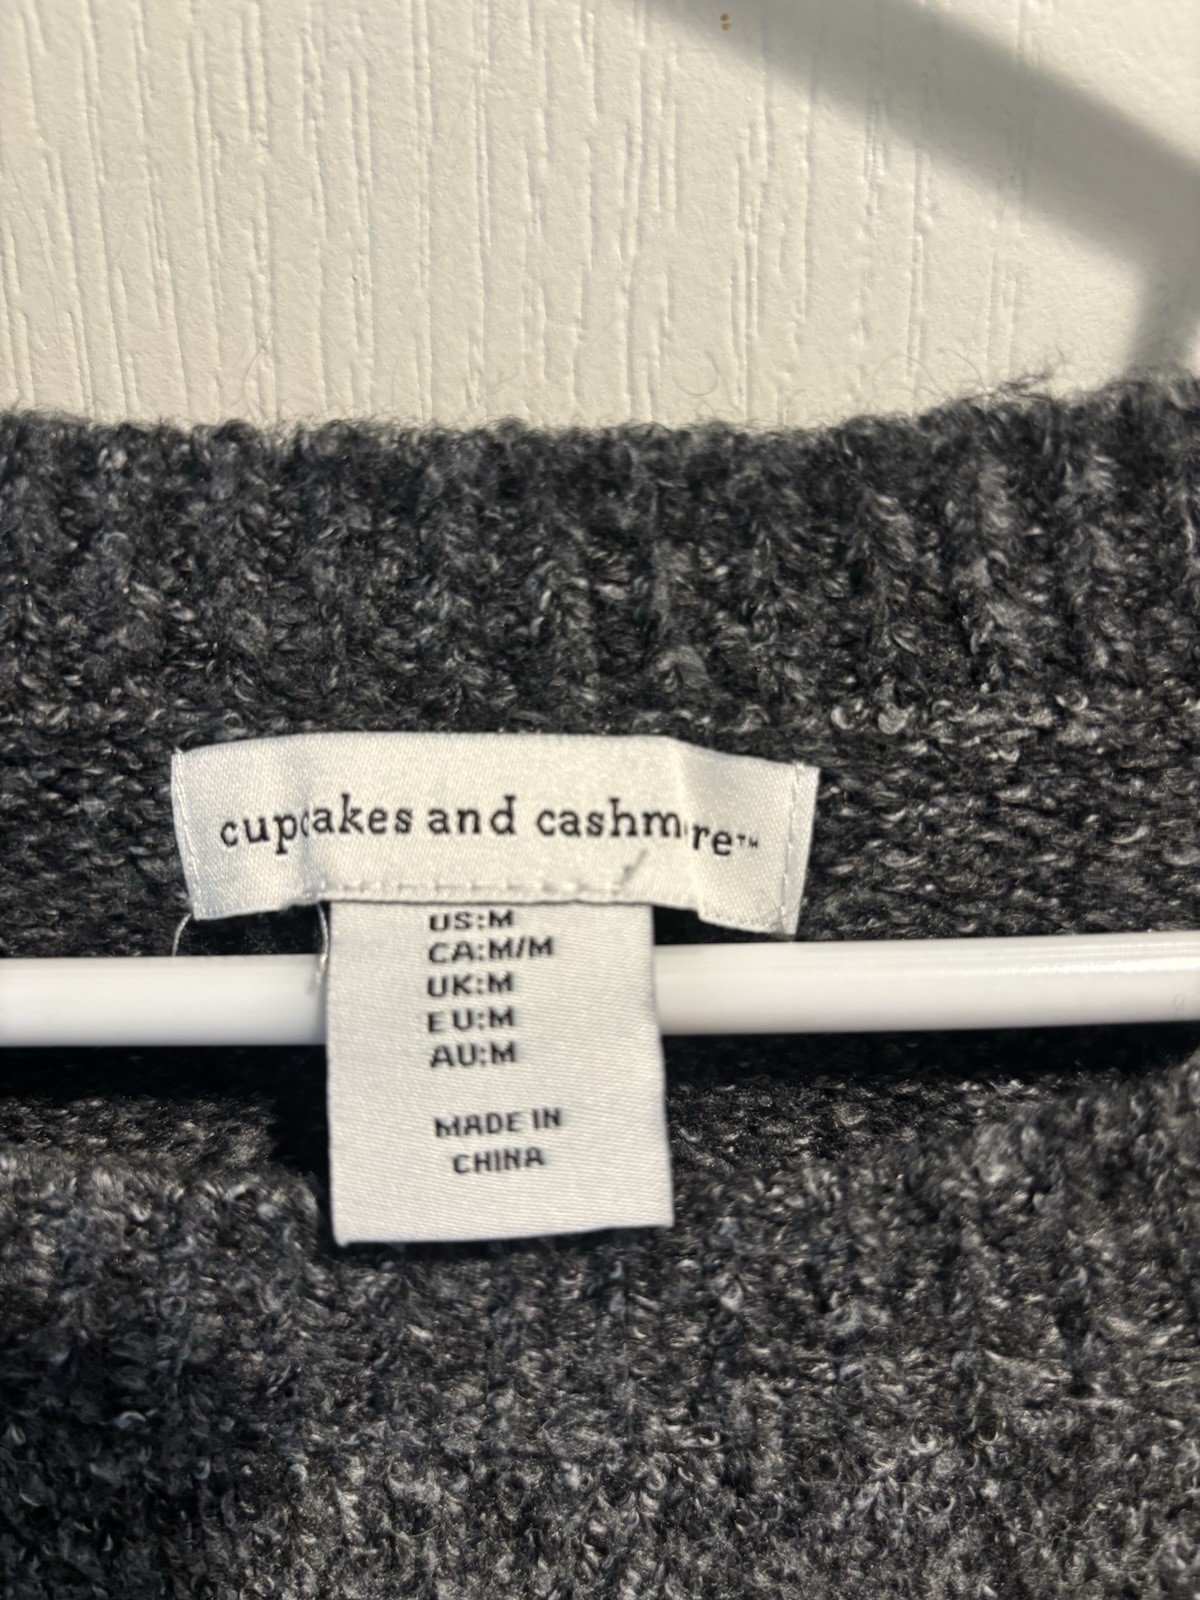 cupcakes and cashmere™
US:M
CA:M/M
UK:M
EU:M
AU:M
MADE IN
CHINA